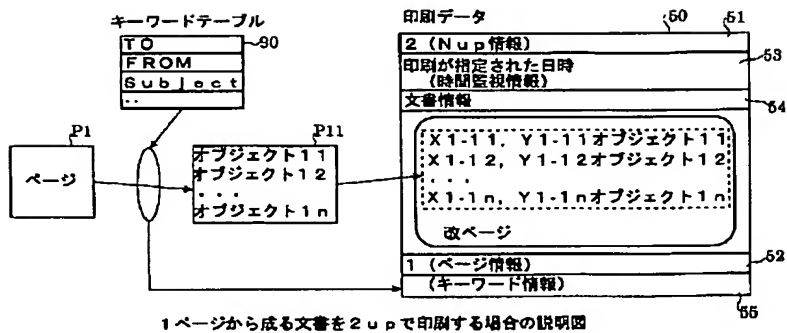 キーワードテーブル
90
TO
FROM
Subject
‥
P1
ページ
P11
オブジェクト11
オブジェクト12
...
オブジェクト1n
印刷データ
50
51
2 (Nup情報)
印刷が指定された日時
(時間監視情報)
53
文書情報
54
X1-11, Y1-11オブジェクト11
X1-12, Y1-12オブジェクト12
...
X1-1n, Y1-1nオブジェクト1n
改ページ
1 (ページ情報)
52
(キーワード情報)
55
1ページから成る文書を2upで印刷する場合の説明図